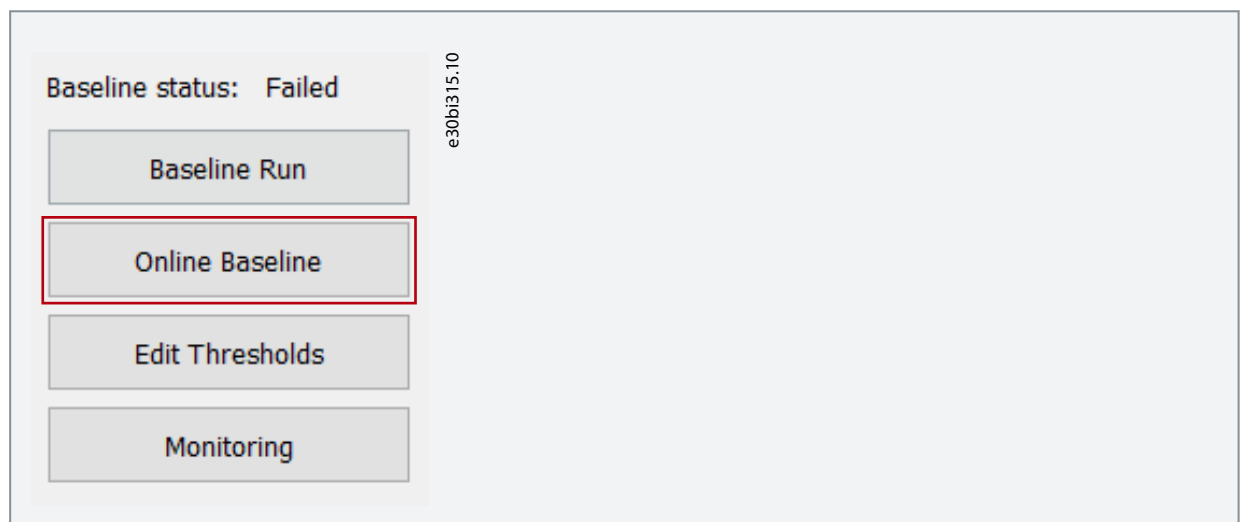 Baseline status: Failed
Baseline Run
Online Baseline
Edit Thresholds
Monitoring
e30bi315.10